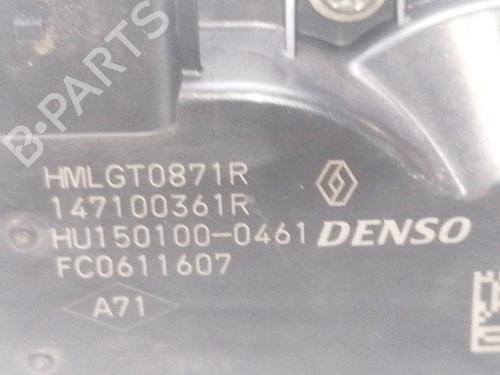 B-PARTS
HMLGT0871R
147100361R
HU150100-0461 DENSO
FC0611607
A71